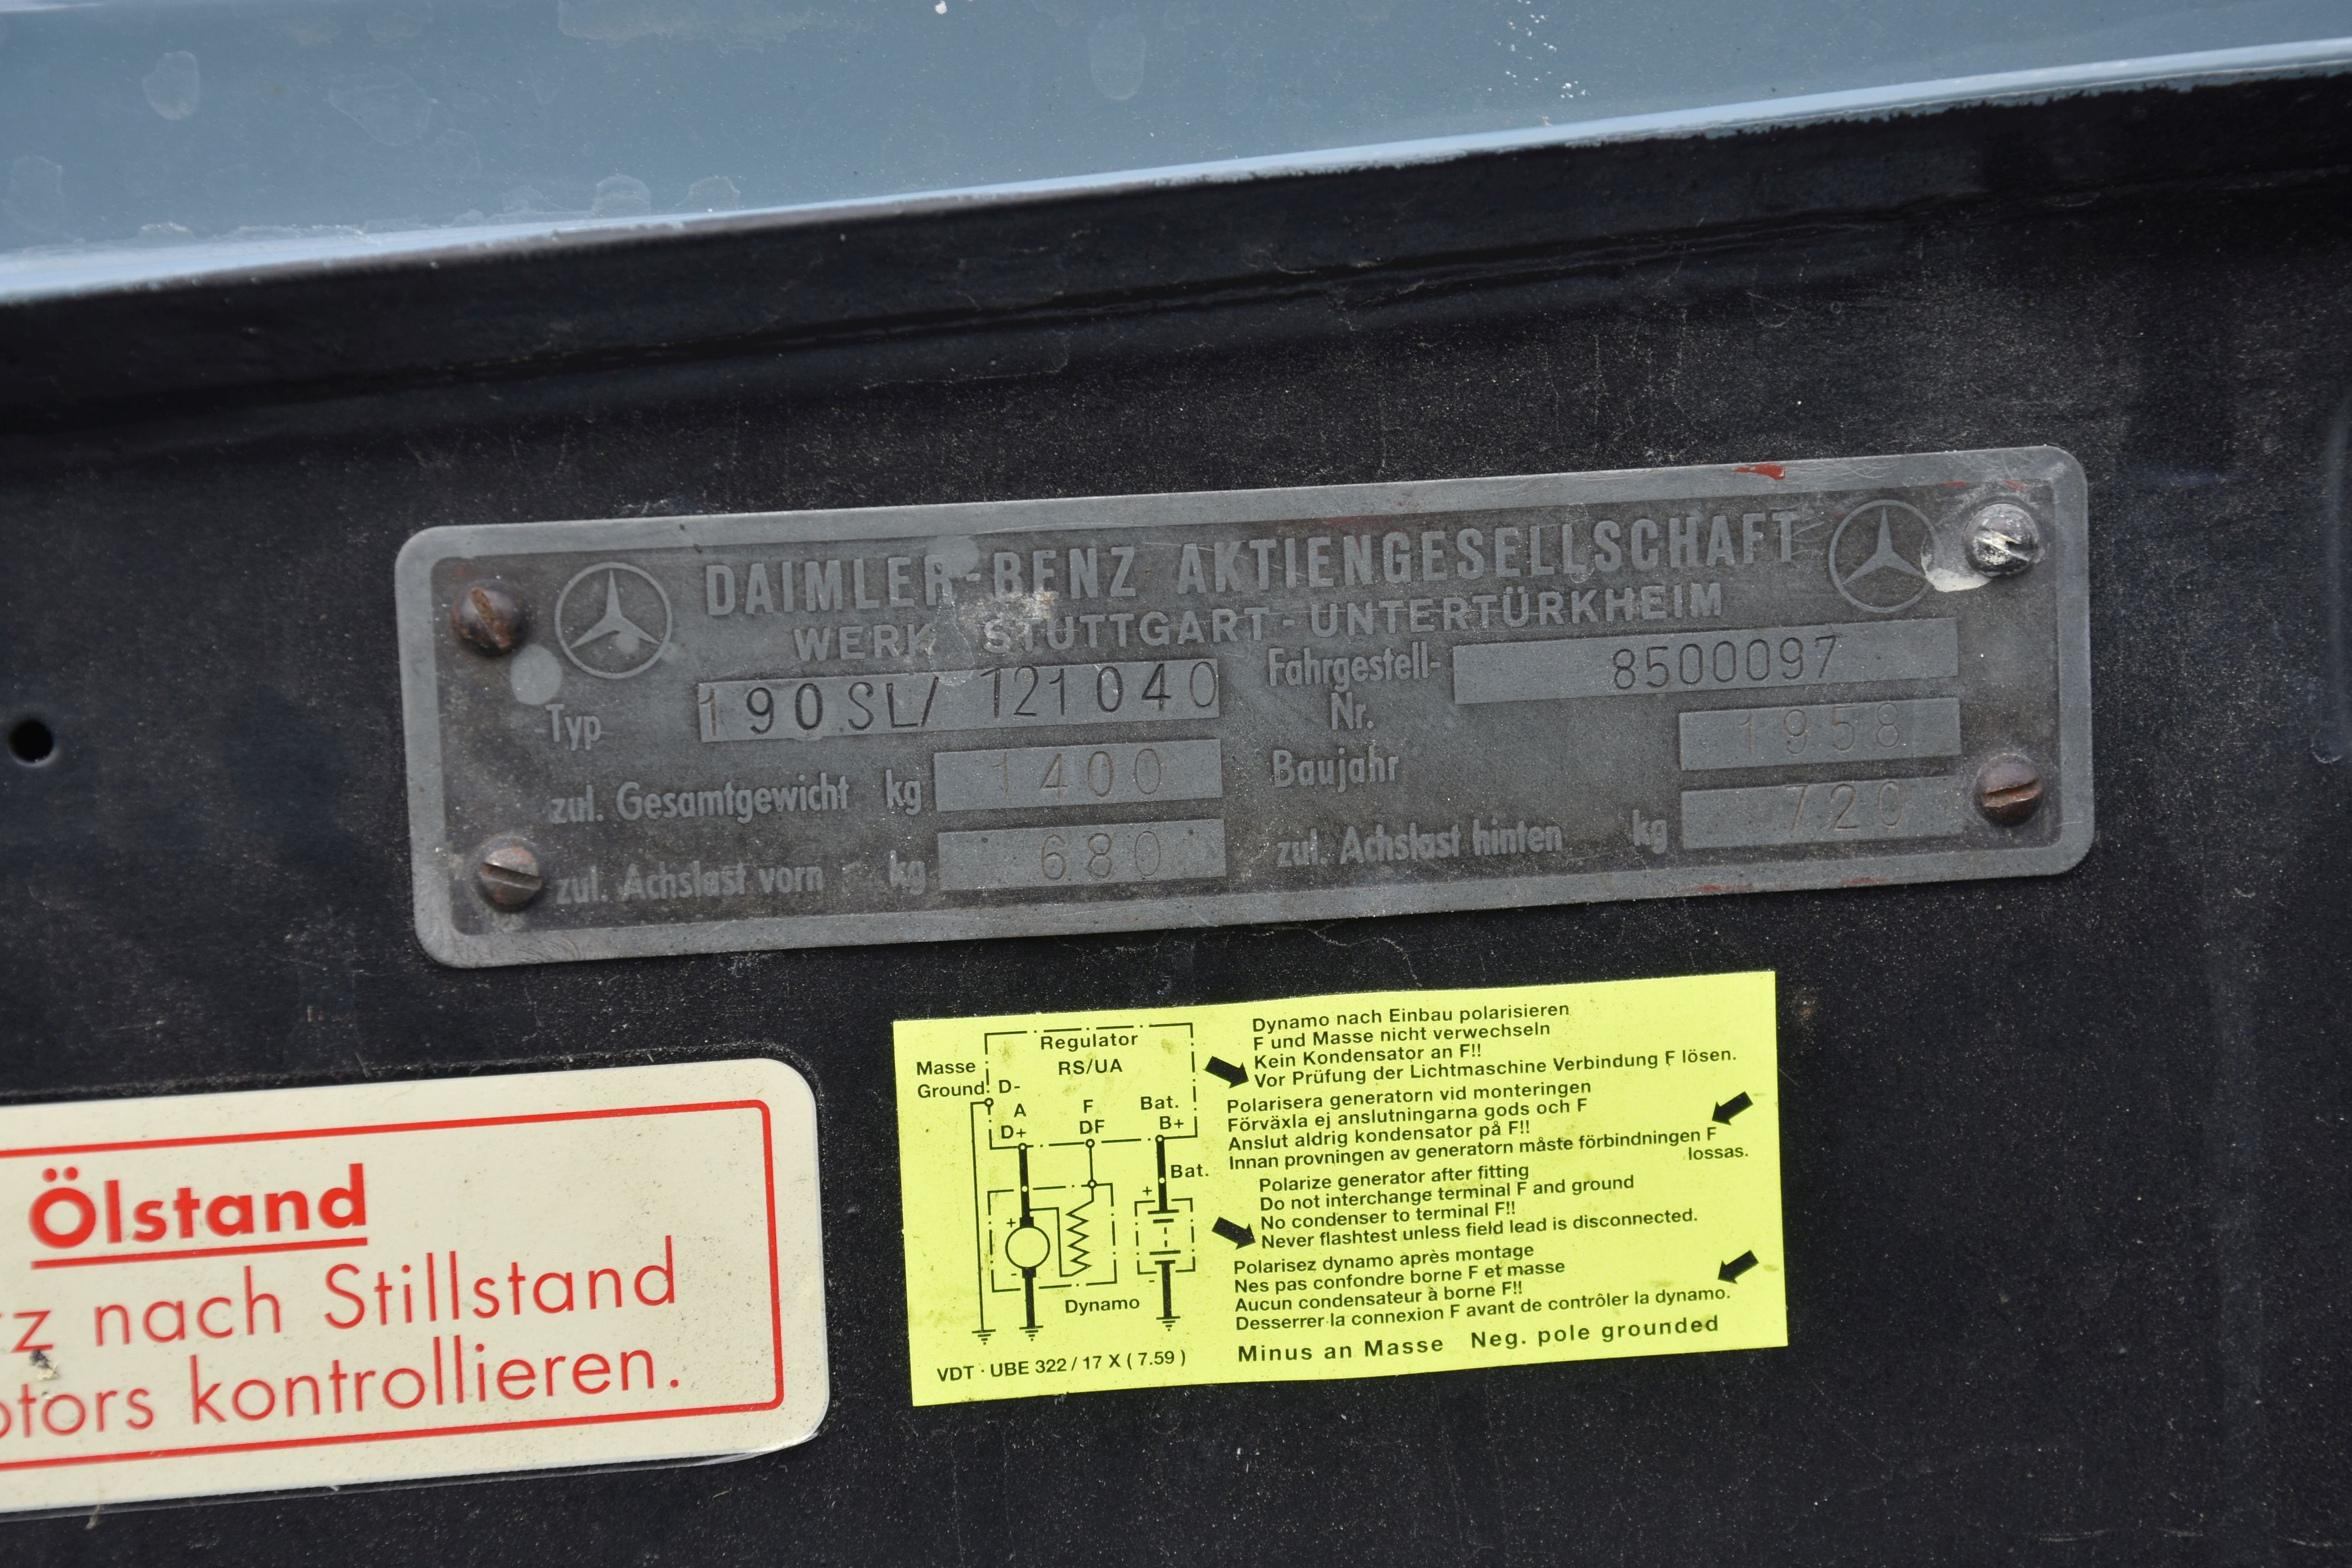 DAIMLER-BENZ AKTIENGESELLSCHAFT
WERK STUTTGART-UNTERTÜRKHEIM
Typ 190SL/ 121040
Fahrgestell-Nr. 8500097
zul. Gesamtgewicht kg 1400
Baujahr 1958
zul. Achslast vorn kg 680
zul. Achslast hinten kg 720
Ölstand
z nach Stillstand
otors kontrollieren.
Regulator
RS/UA
Masse
Ground
D-
A F Bat.
D+ DF B+
Bat.
+ +
- -
Dynamo
VDT · UBE 322 / 17 X ( 7.59 )
Dynamo nach Einbau polarisieren
F und Masse nicht verwechseln
Kein Kondensator an F!!
Vor Prüfung der Lichtmaschine Verbindung F lösen.
Polarisera generatorn vid monteringen
Förväxla ej anslutningarna gods och F
Anslut aldrig kondensator på F!!
Innan provningen av generatorn måste förbindningen F
lossas.
Polarize generator after fitting
Do not interchange terminal F and ground
No condenser to terminal F!!
Never flashtest unless field lead is disconnected.
Polarisez dynamo après montage
Nes pas confondre borne F et masse
Aucun condensateur à borne F!!
Desserrer la connexion F avant de contrôler la dynamo.
Minus an Masse Neg. pole grounded